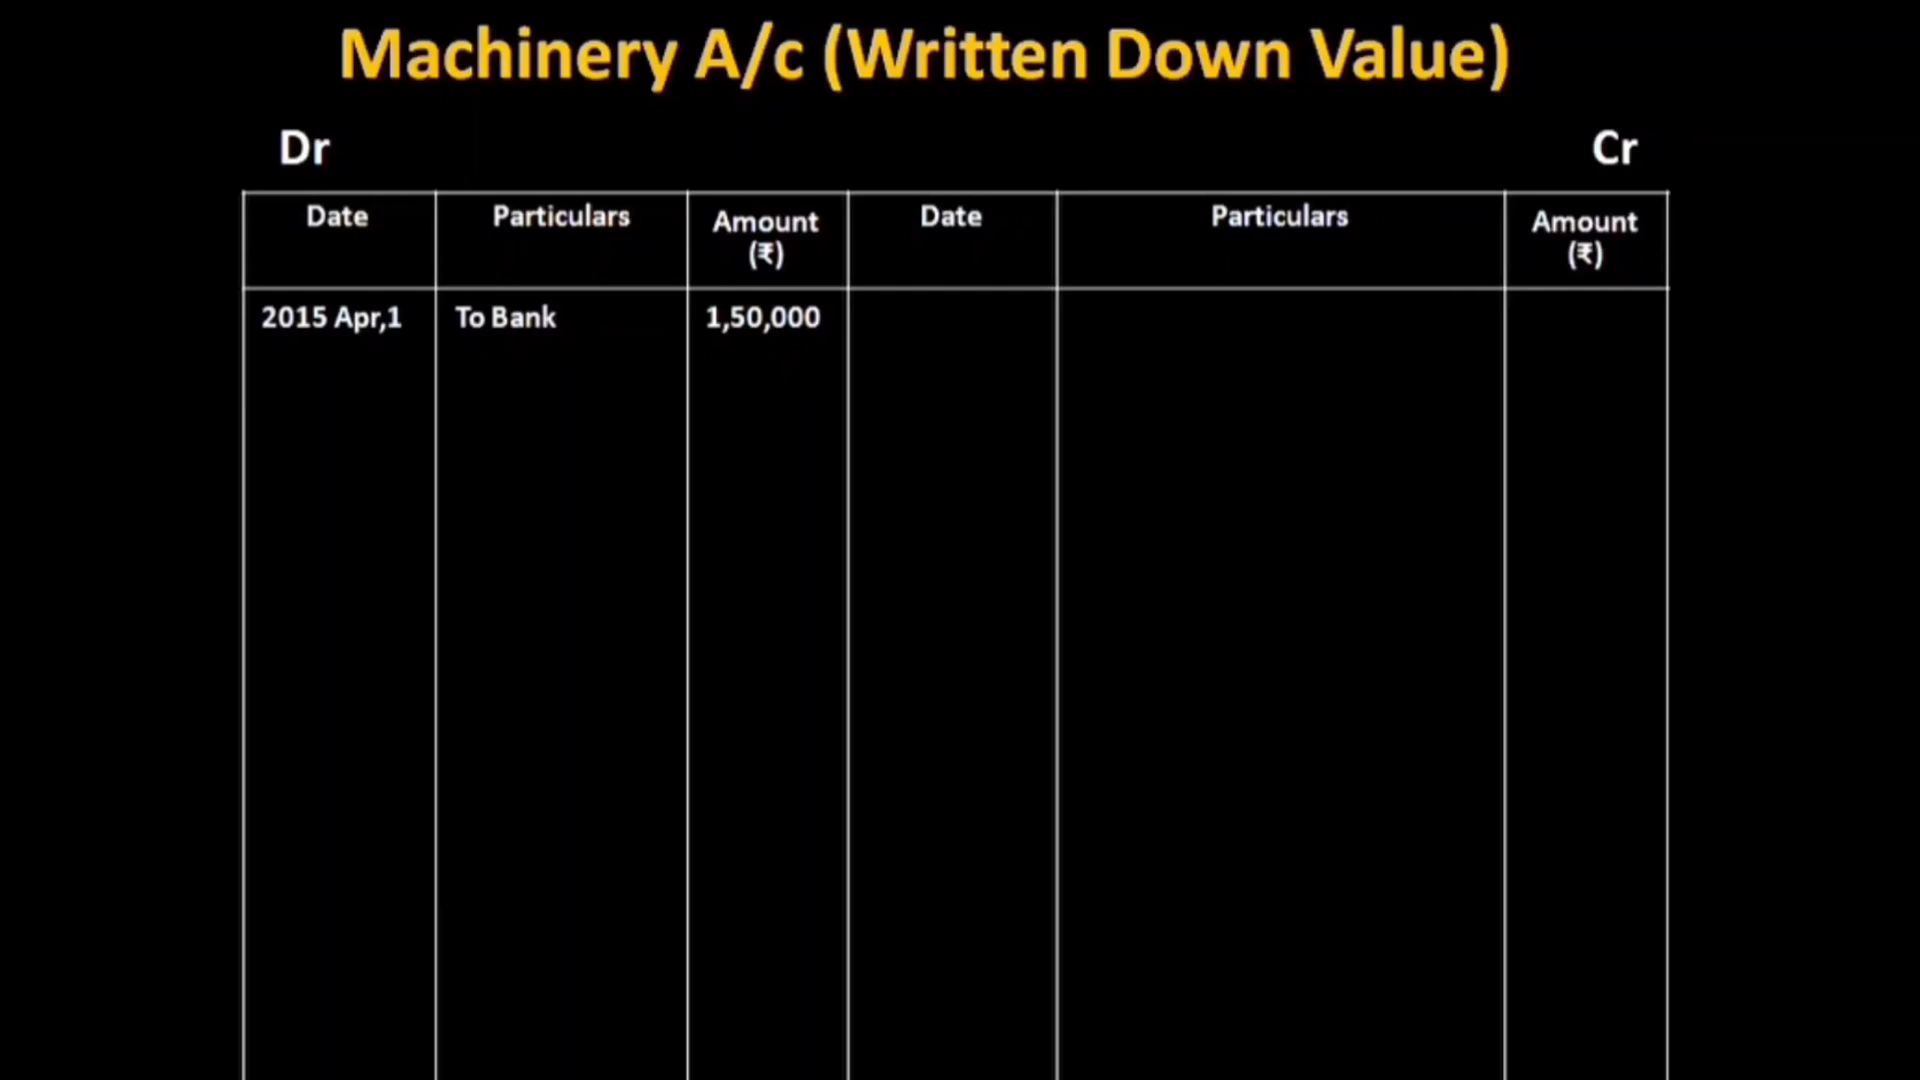 Machinery A/c (Written Down Value)
Dr Cr
Date Particulars Amount (₹) Date Particulars Amount (₹)
2015 Apr,1 To Bank 1,50,000